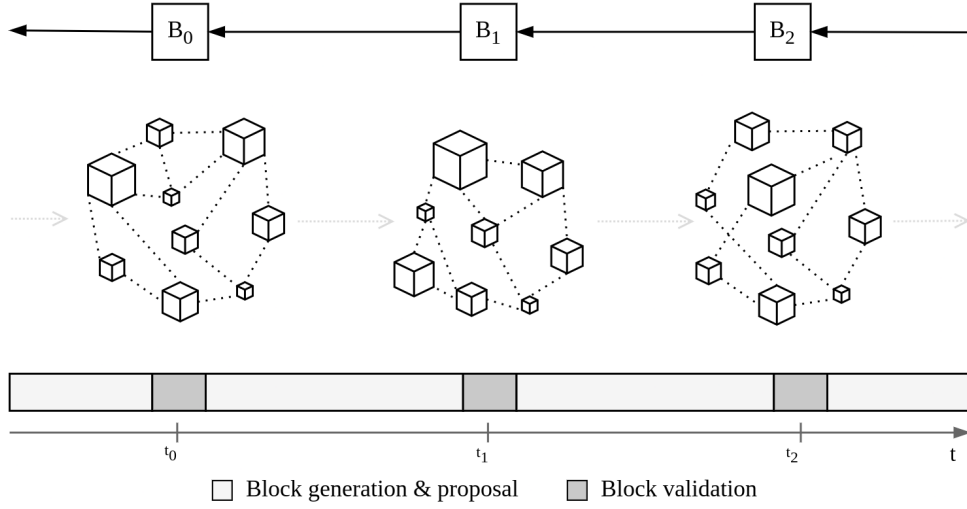 B₀ B₁ B₂
t₀ t₁ t₂ t
Block generation & proposal Block validation